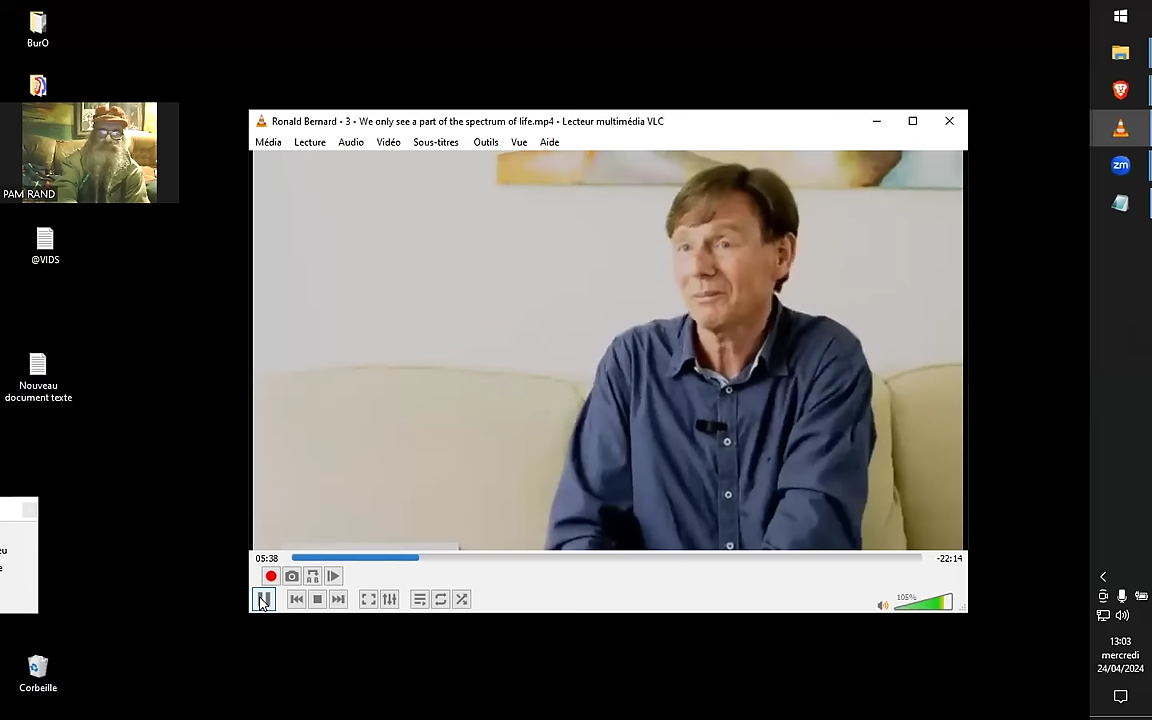 BurO
PAM RAND
@VIDS
Nouveau
document texte
eu
e
Corbeille
Ronald Bernard - 3 - We only see a part of the spectrum of life.mp4 - Lecteur multimédia VLC
Média Lecture Audio Vidéo Sous-titres Outils Vue Aide
05:38
-22:14
105%
zm
13:03
mercredi
24/04/2024